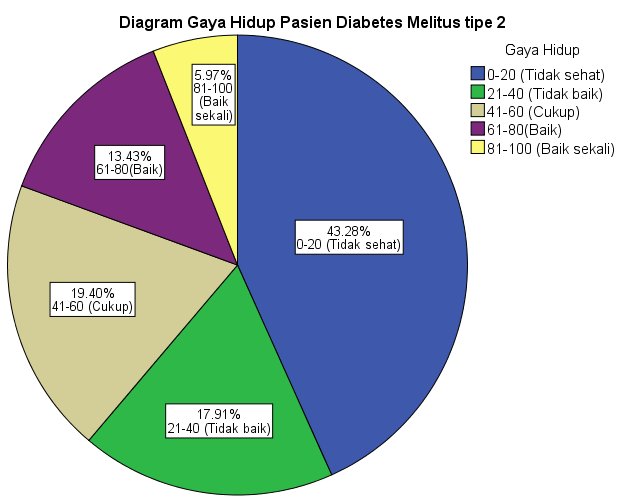 Diagram Gaya Hidup Pasien Diabetes Melitus tipe 2
Gaya Hidup
0-20 (Tidak sehat)
21-40 (Tidak baik)
41-60 (Cukup)
61-80(Baik)
81-100 (Baik sekali)
5.97%
81-100
(Baik
sekali)
13.43%
61-80(Baik)
43.28%
0-20 (Tidak sehat)
19.40%
41-60 (Cukup)
17.91%
21-40 (Tidak baik)